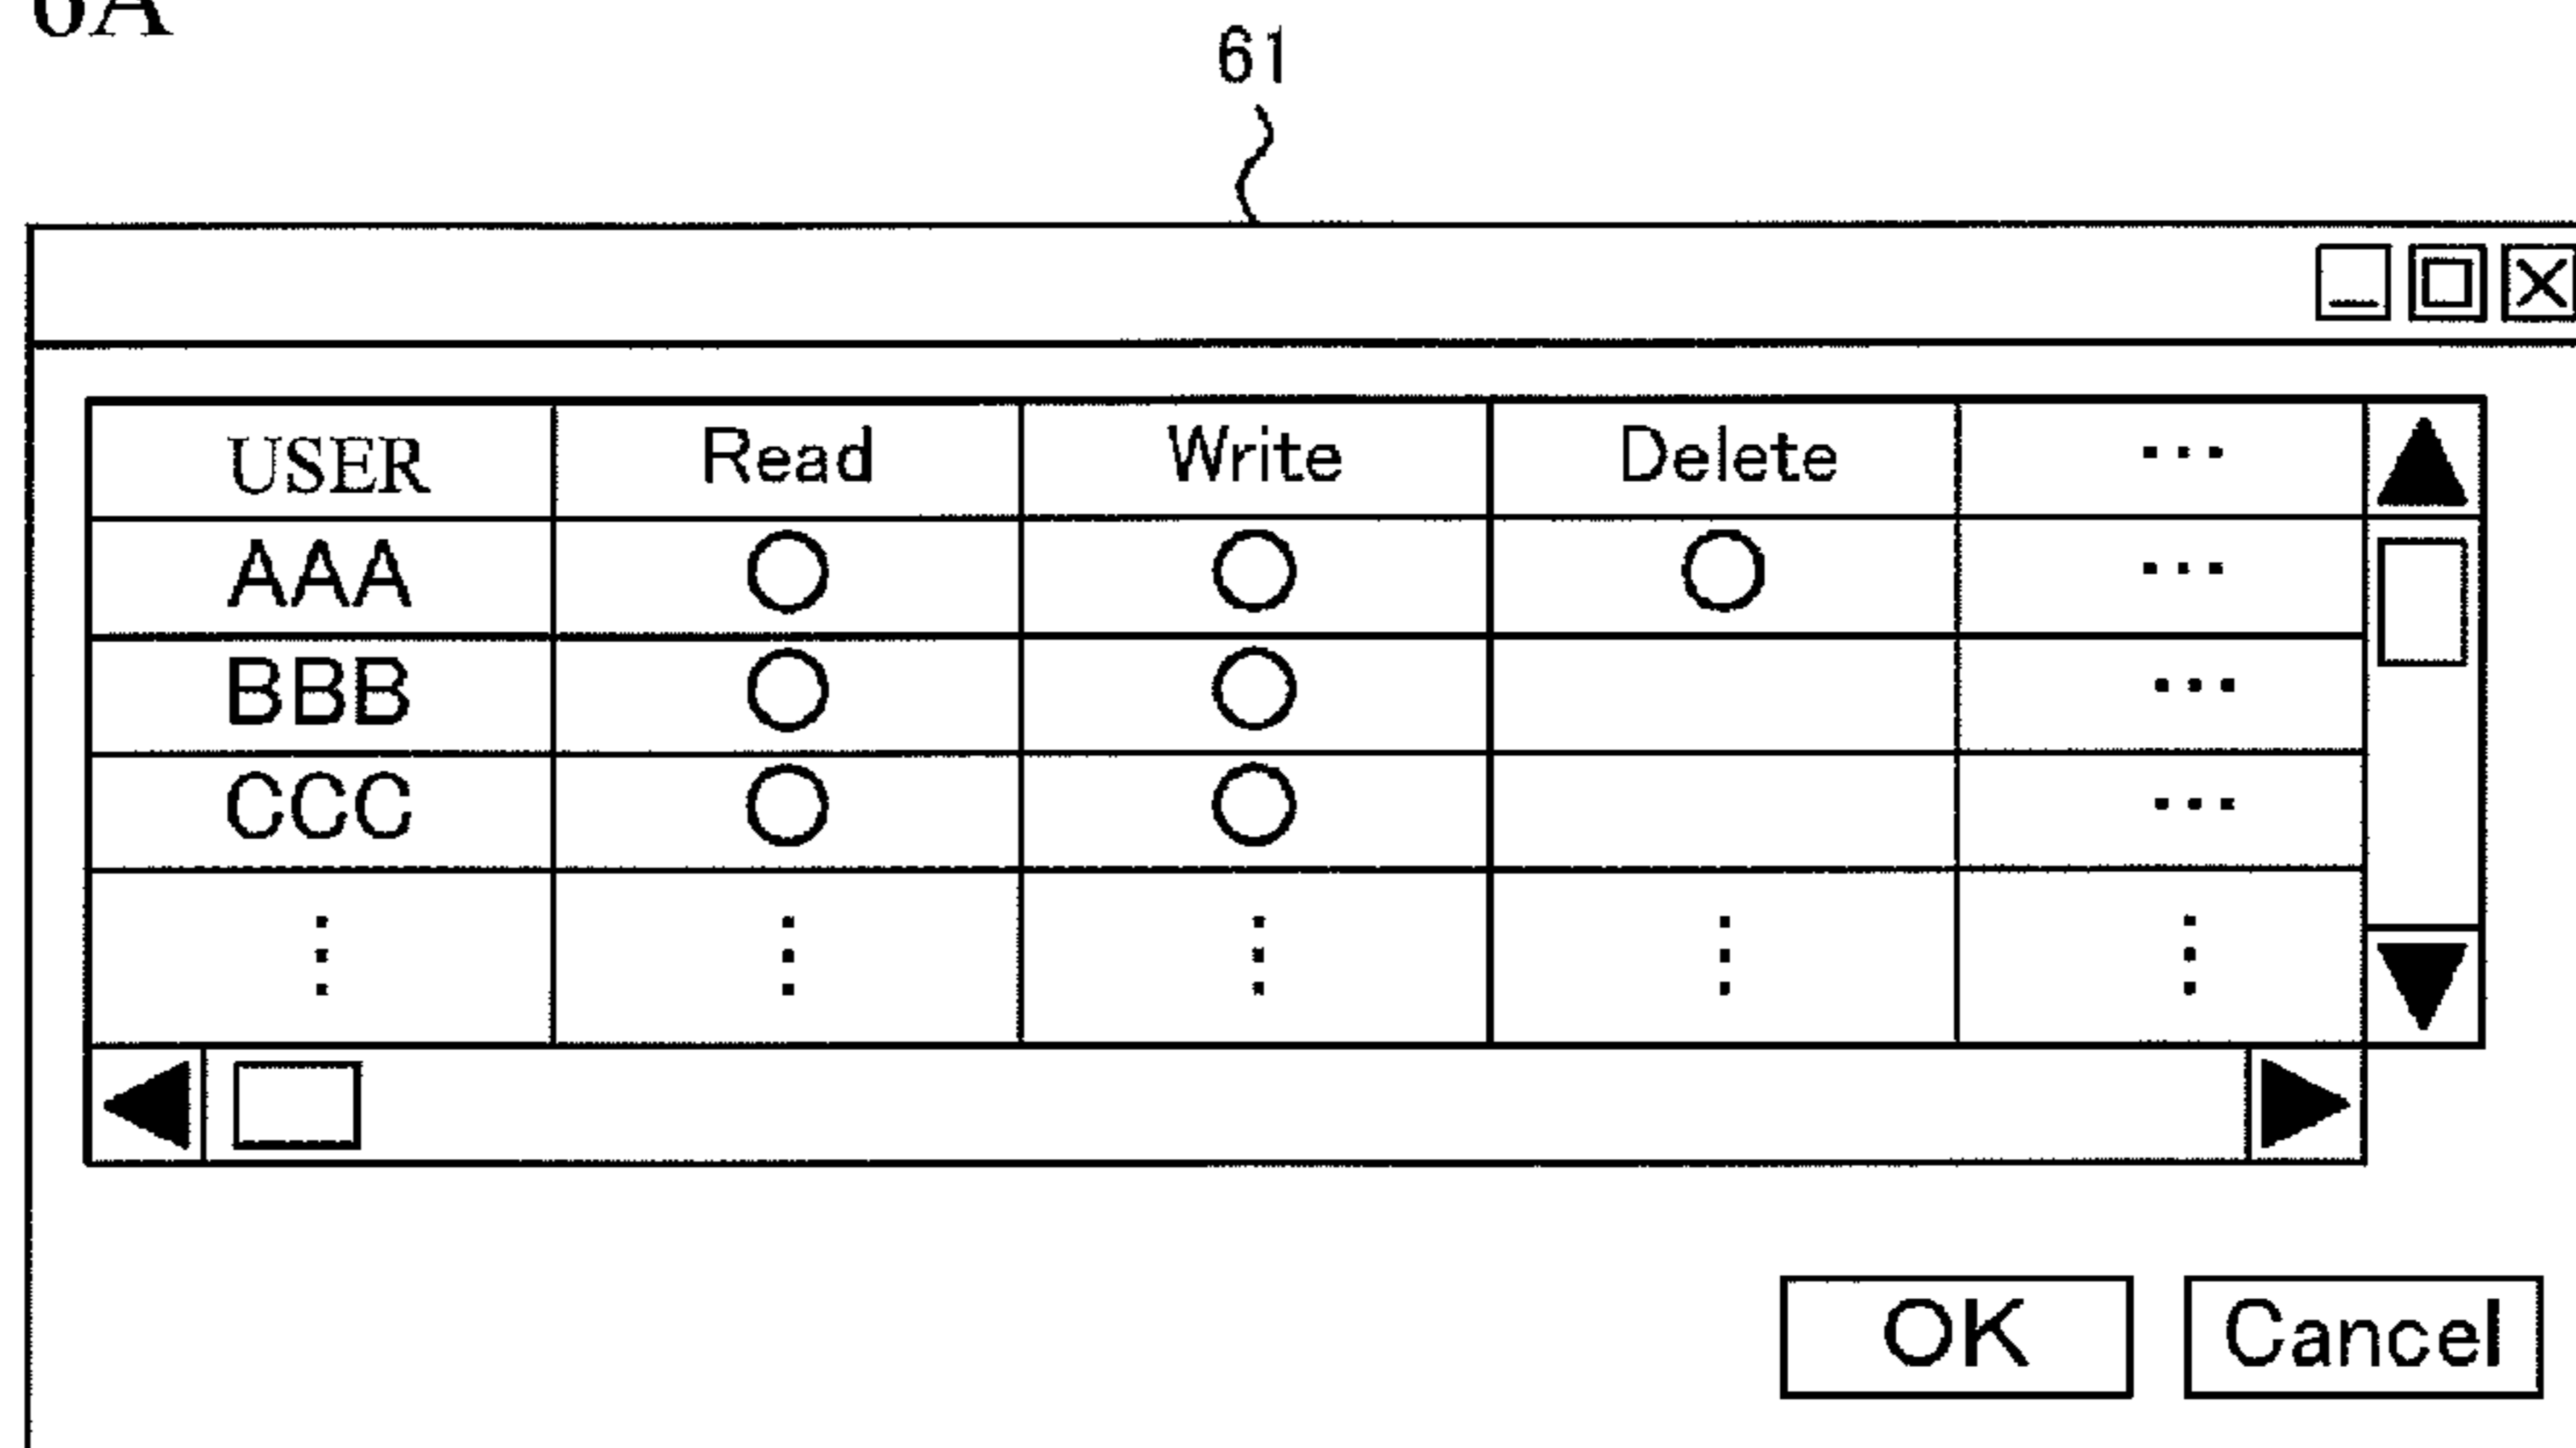 6A
61
USER Read Write Delete ...
AAA ○ ○ ○ ...
BBB ○ ○ ...
CCC ○ ○ ...
⋮ ⋮ ⋮ ⋮ ⋮
OK Cancel